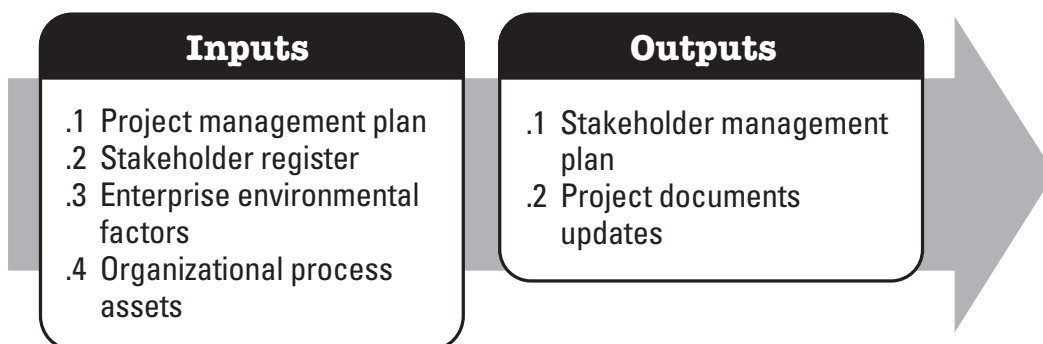 Inputs
.1 Project management plan
.2 Stakeholder register
.3 Enterprise environmental
factors
.4 Organizational process
assets
Outputs
.1 Stakeholder management
plan
.2 Project documents
updates